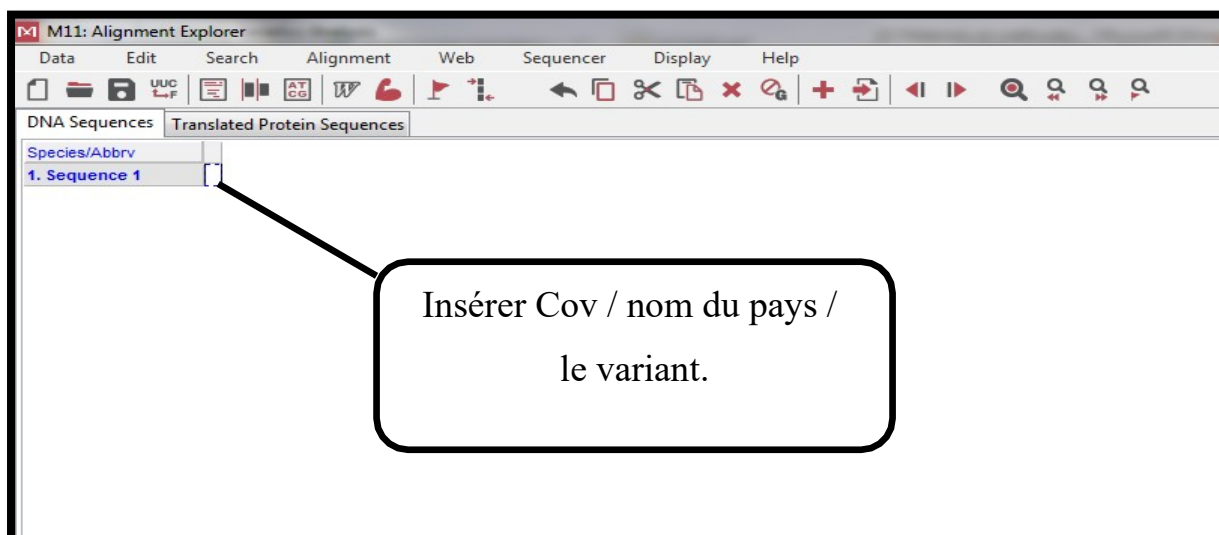 M11: Alignment Explorer
Data Edit Search Alignment Web Sequencer Display Help
UUC
F
AT
CG
W
G
DNA Sequences Translated Protein Sequences
Species/Abbrv
1. Sequence 1
Insérer Cov / nom du pays /
le variant.